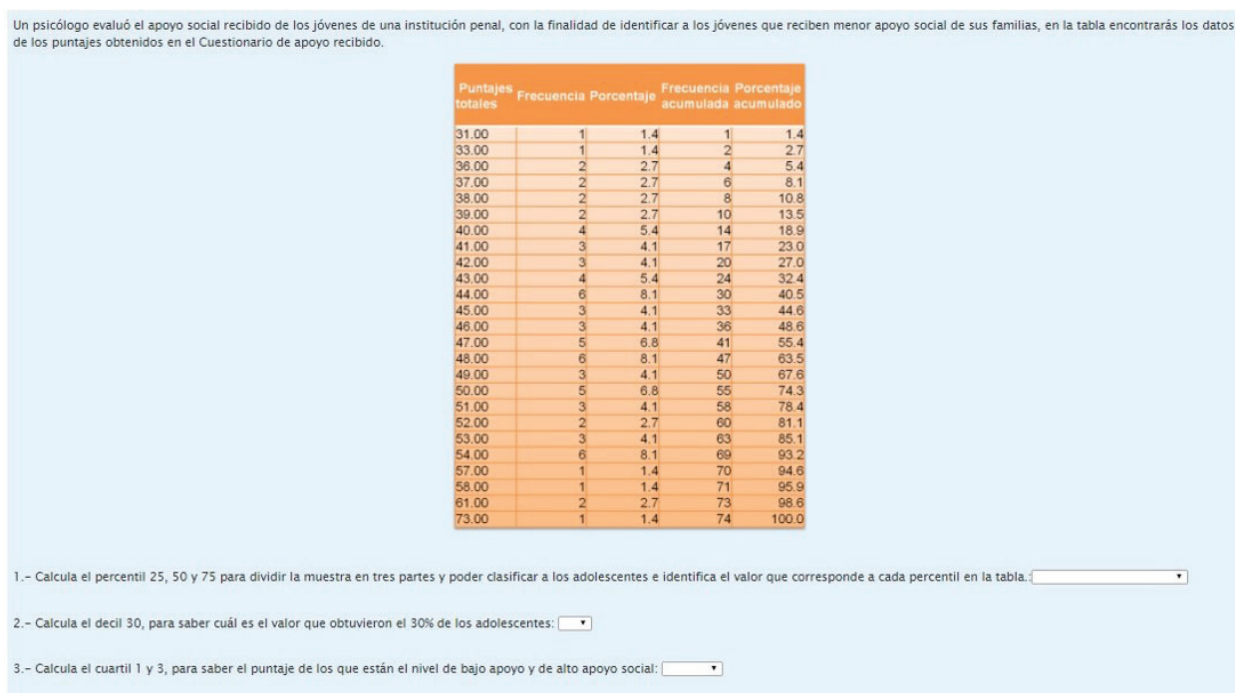 Un psicólogo evaluó el apoyo social recibido de los jóvenes de una institución penal, con la finalidad de identificar a los jóvenes que reciben menor apoyo social de sus familias, en la tabla encontrarás los datos
de los puntajes obtenidos en el Cuestionario de apoyo recibido.
Puntajes totales Frecuencia Porcentaje Frecuencia acumulada Porcentaje acumulado
31.00 1 1.4 1 1.4
33.00 1 1.4 2 2.7
36.00 2 2.7 4 5.4
37.00 2 2.7 6 8.1
38.00 2 2.7 8 10.8
39.00 2 2.7 10 13.5
40.00 4 5.4 14 18.9
41.00 3 4.1 17 23.0
42.00 3 4.1 20 27.0
43.00 4 5.4 24 32.4
44.00 6 8.1 30 40.5
45.00 3 4.1 33 44.6
46.00 3 4.1 36 48.6
47.00 5 6.8 41 55.4
48.00 6 8.1 47 63.5
49.00 3 4.1 50 67.6
50.00 5 6.8 55 74.3
51.00 3 4.1 58 78.4
52.00 2 2.7 60 81.1
53.00 3 4.1 63 85.1
54.00 6 8.1 69 93.2
57.00 1 1.4 70 94.6
58.00 1 1.4 71 95.9
61.00 2 2.7 73 98.6
73.00 1 1.4 74 100.0
1.- Calcula el percentil 25, 50 y 75 para dividir la muestra en tres partes y poder clasificar a los adolescentes e identifica el valor que corresponde a cada percentil en la tabla.:
2.- Calcula el decil 30, para saber cuál es el valor que obtuvieron el 30% de los adolescentes:
3.- Calcula el cuartil 1 y 3, para saber el puntaje de los que están el nivel de bajo apoyo y de alto apoyo social: